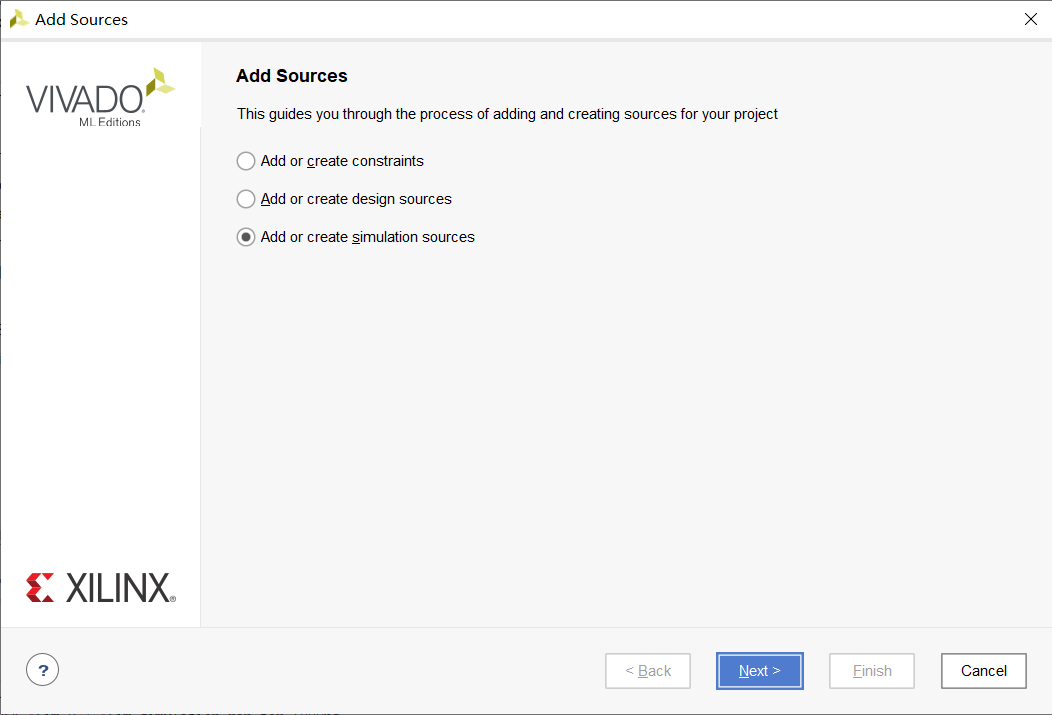 Add Sources
VIVADO
ML Editions
Add Sources
This guides you through the process of adding and creating sources for your project
Add or create constraints
Add or create design sources
Add or create simulation sources
XILINX®
?
< Back
Next >
Finish
Cancel